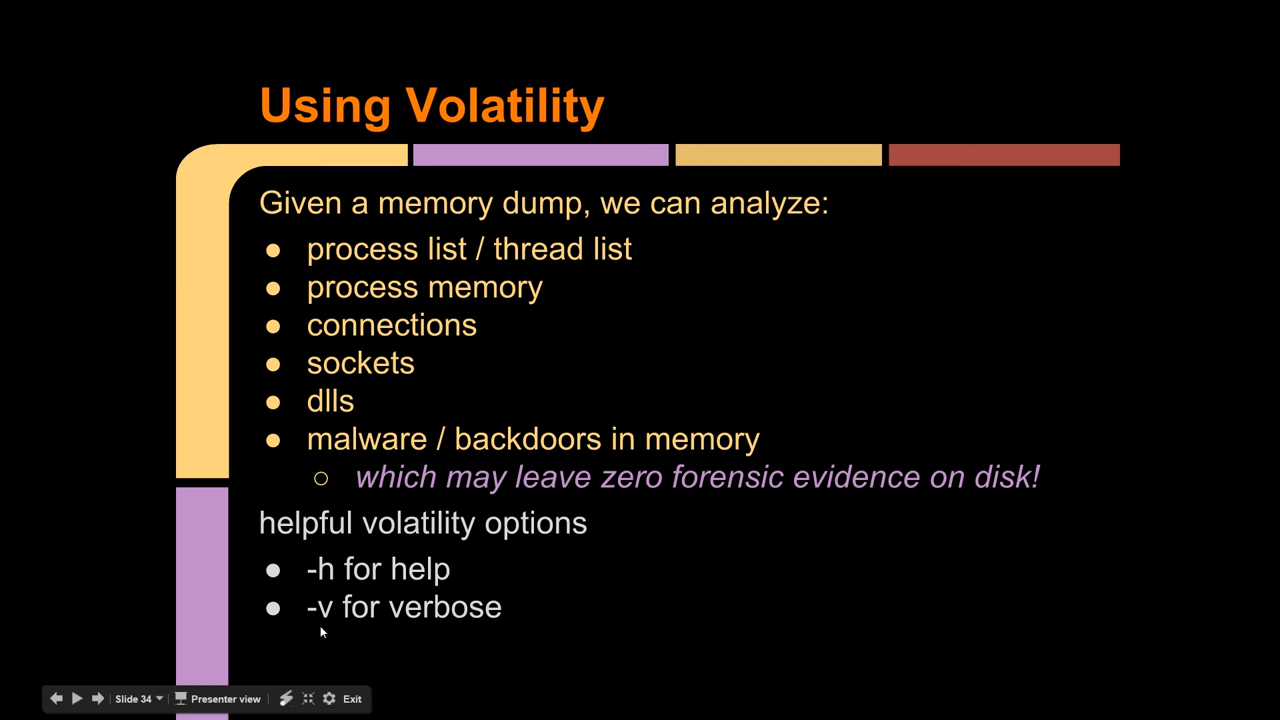 Using Volatility
Given a memory dump, we can analyze:
● process list / thread list
● process memory
● connections
● sockets
● dlls
● malware / backdoors in memory
○ which may leave zero forensic evidence on disk!
helpful volatility options
● -h for help
● -v for verbose
Slide 34 Presenter view Exit